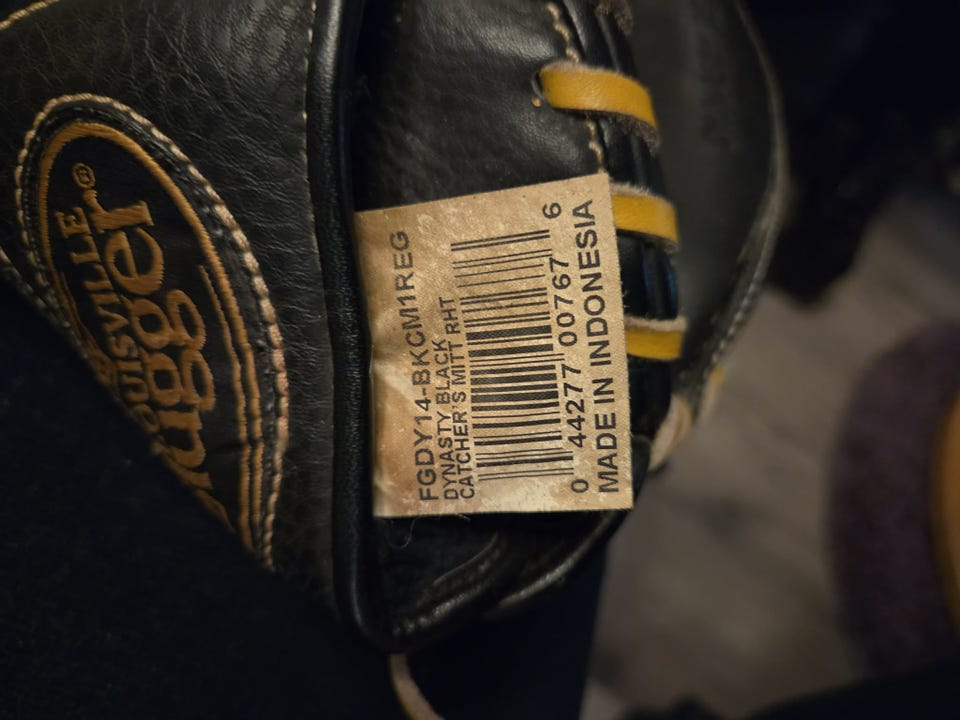 LOUISVILLE
Slugger®
FGDY14-BKCM1REG
DYNASTY BLACK
CATCHER'S MITT RHT
0 44277 00767 6
MADE IN INDONESIA